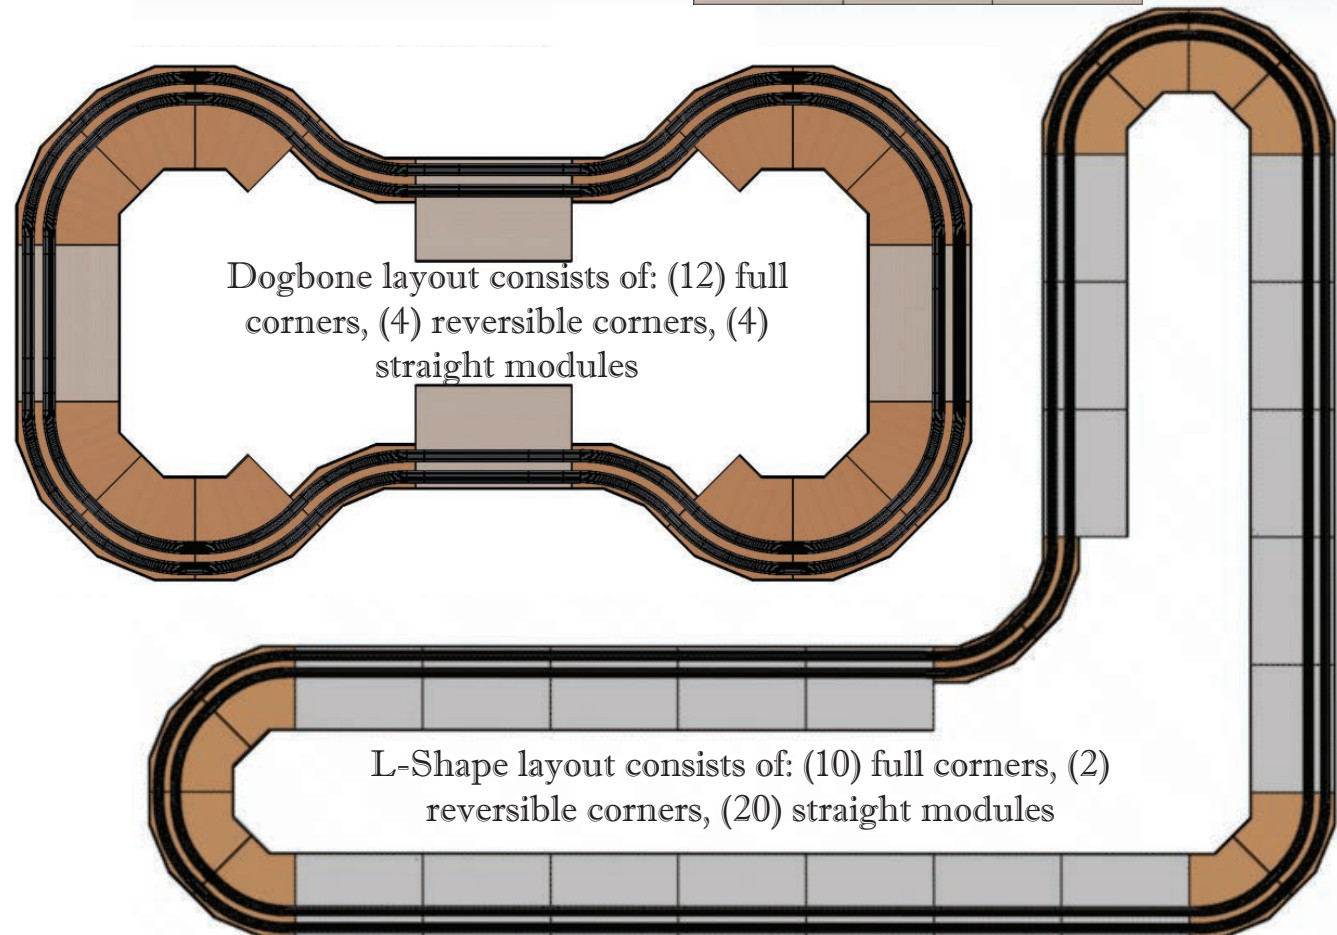 Dogbone layout consists of: (12) full
corners, (4) reversible corners, (4)
straight modules
L-Shape layout consists of: (10) full corners, (2)
reversible corners, (20) straight modules